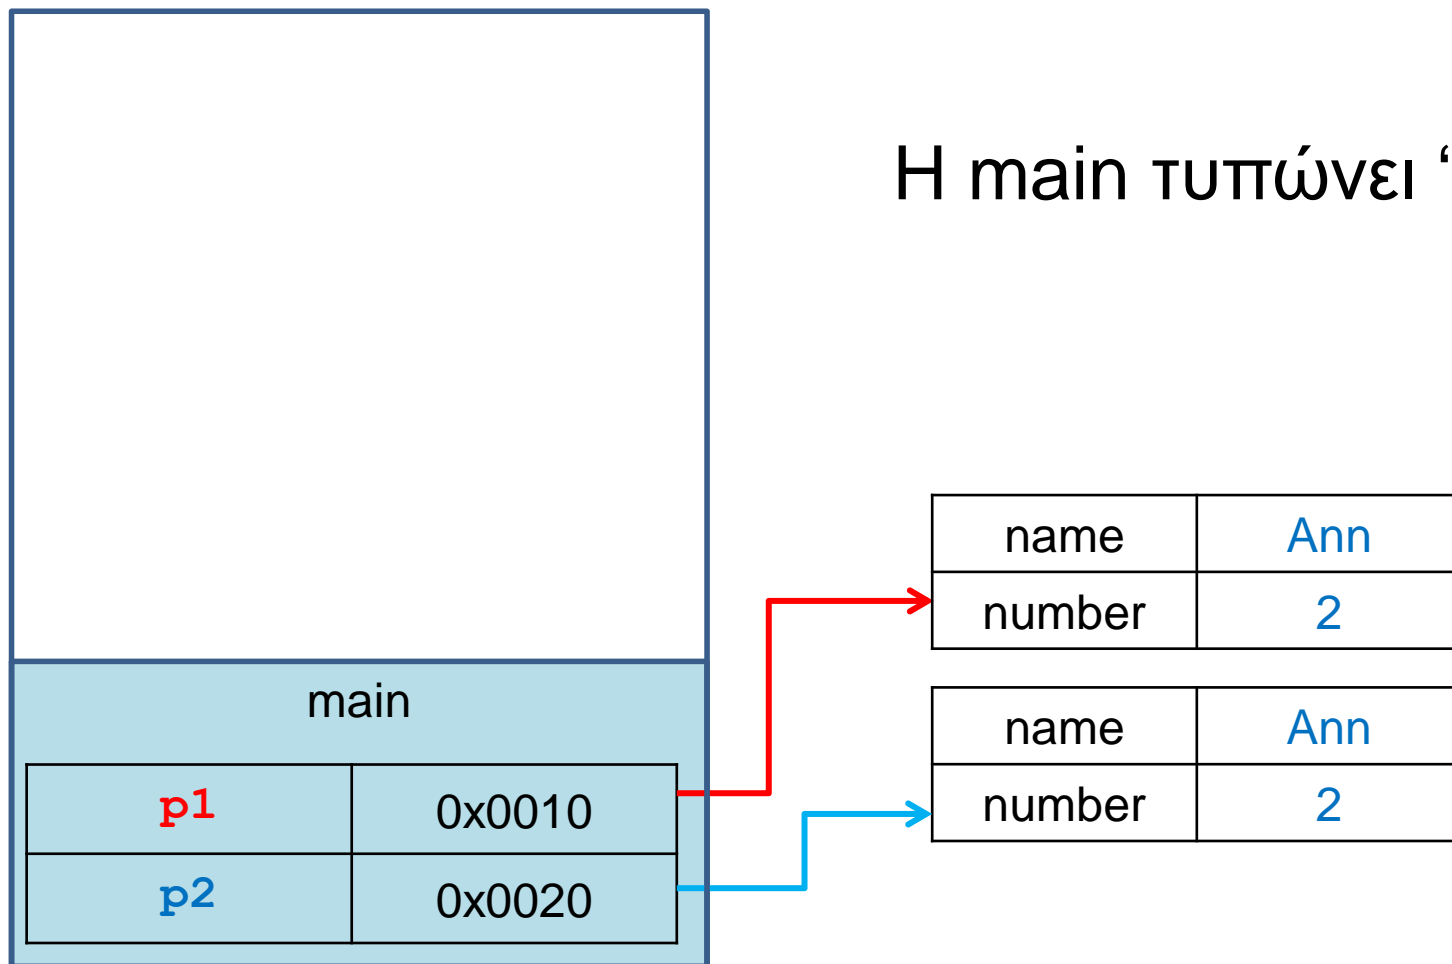 Η main τυπώνει ‘
name Ann
number 2
main
name Ann
p1 0x0010
number 2
p2 0x0020